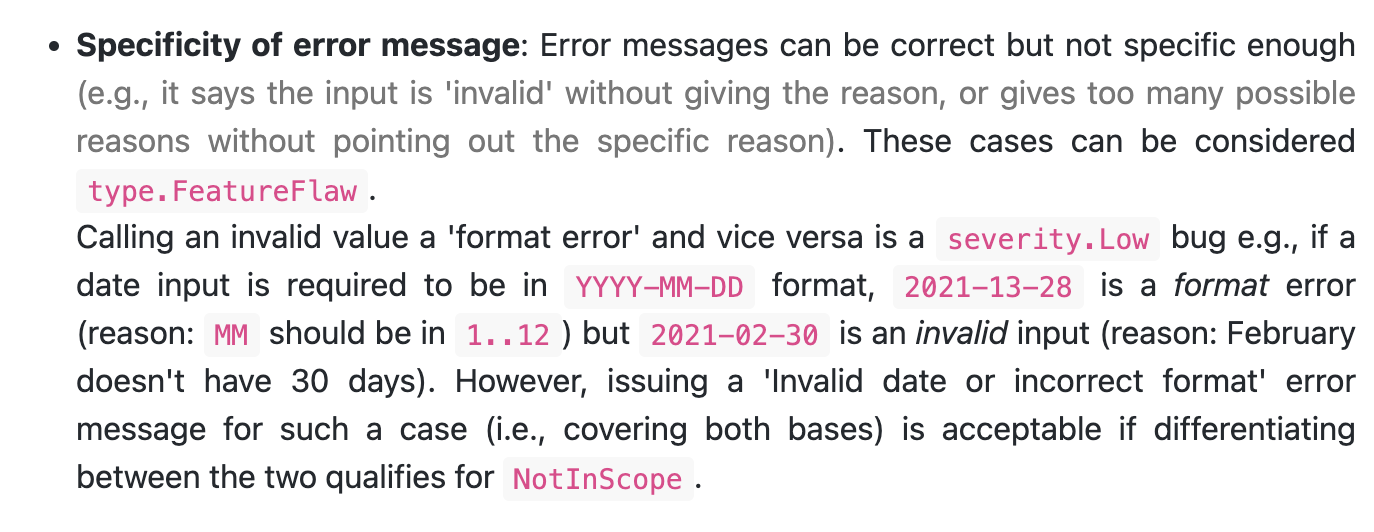 • Specificity of error message: Error messages can be correct but not specific enough
(e.g., it says the input is 'invalid' without giving the reason, or gives too many possible
reasons without pointing out the specific reason). These cases can be considered
type.FeatureFlaw.
Calling an invalid value a 'format error' and vice versa is a severity.Low bug e.g., if a
date input is required to be in YYYY-MM-DD format, 2021-13-28 is a format error
(reason: MM should be in 1..12) but 2021-02-30 is an invalid input (reason: February
doesn't have 30 days). However, issuing a 'Invalid date or incorrect format' error
message for such a case (i.e., covering both bases) is acceptable if differentiating
between the two qualifies for NotInScope.